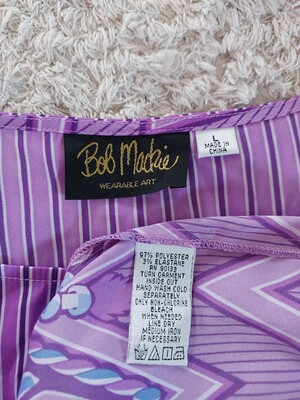 Bob Mackie
WEARABLE ART
L
MADE IN
CHINA
97% POLYESTER
3% ELASTANE
RN 90133
TURN GARMENT
INSIDE OUT
HAND WASH COLD
SEPARATELY
ONLY NON-CHLORINE
BLEACH
WHEN NEEDED
LINE DRY
MEDIUM IRON
IF NECESSARY